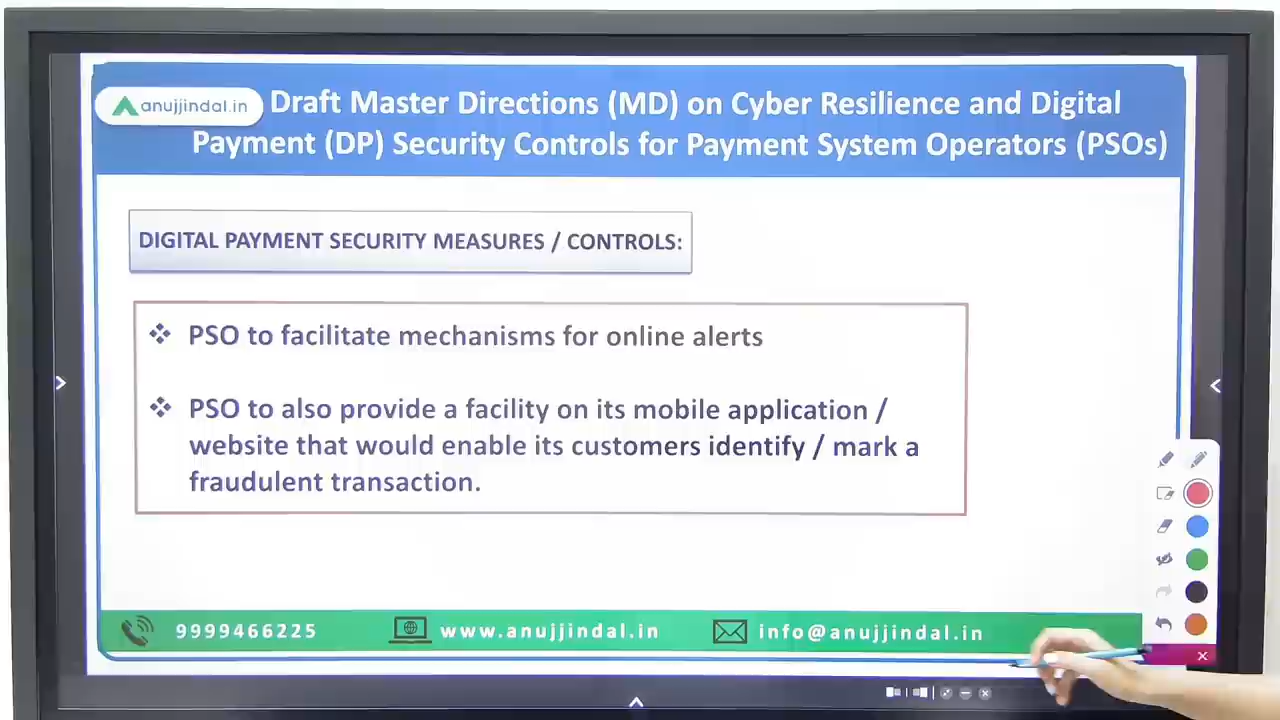 anujjindal.in
Draft Master Directions (MD) on Cyber Resilience and Digital
Payment (DP) Security Controls for Payment System Operators (PSOs)
DIGITAL PAYMENT SECURITY MEASURES / CONTROLS:
PSO to facilitate mechanisms for online alerts
PSO to also provide a facility on its mobile application /
website that would enable its customers identify / mark a
fraudulent transaction.
9999466225
www.anujjindal.in
info@anujjindal.in